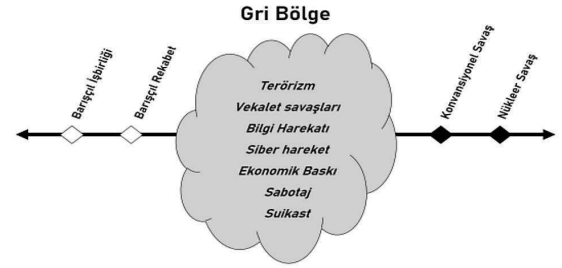 Gri Bölge
Barışçıl İşbirliği
Barışçıl Rekabet
Terörizm
Vekalet savaşları
Bilgi Harekatı
Siber hareket
Ekonomik Baskı
Sabotaj
Suikast
Konvansiyonel Savaş
Nükleer Savaş